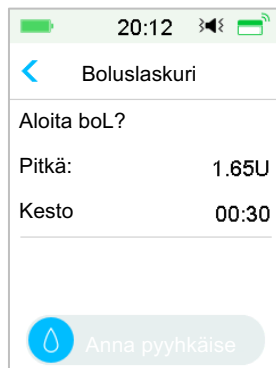 20:12
Boluslaskuri
Aloita boL?
Pitkä: 1.65U
Kesto 00:30
Anna pyyhkäise